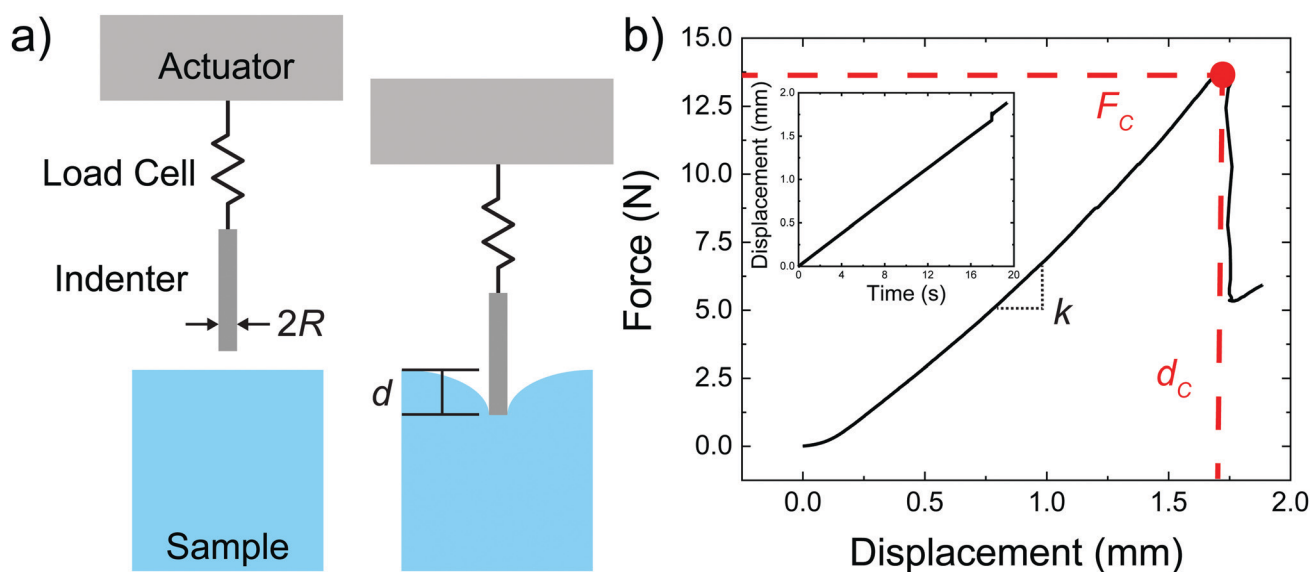 a)
Actuator
Load Cell
Indenter
2R
d
Sample
b)
Force (N)
15.0
12.5
10.0
7.5
5.0
2.5
0.0
0.0
0.5
1.0
1.5
2.0
Displacement (mm)
F_C
d_C
k
Displacement (mm)
2.0
1.5
1.0
0.5
0.0
0
4
8
12
16
20
Time (s)